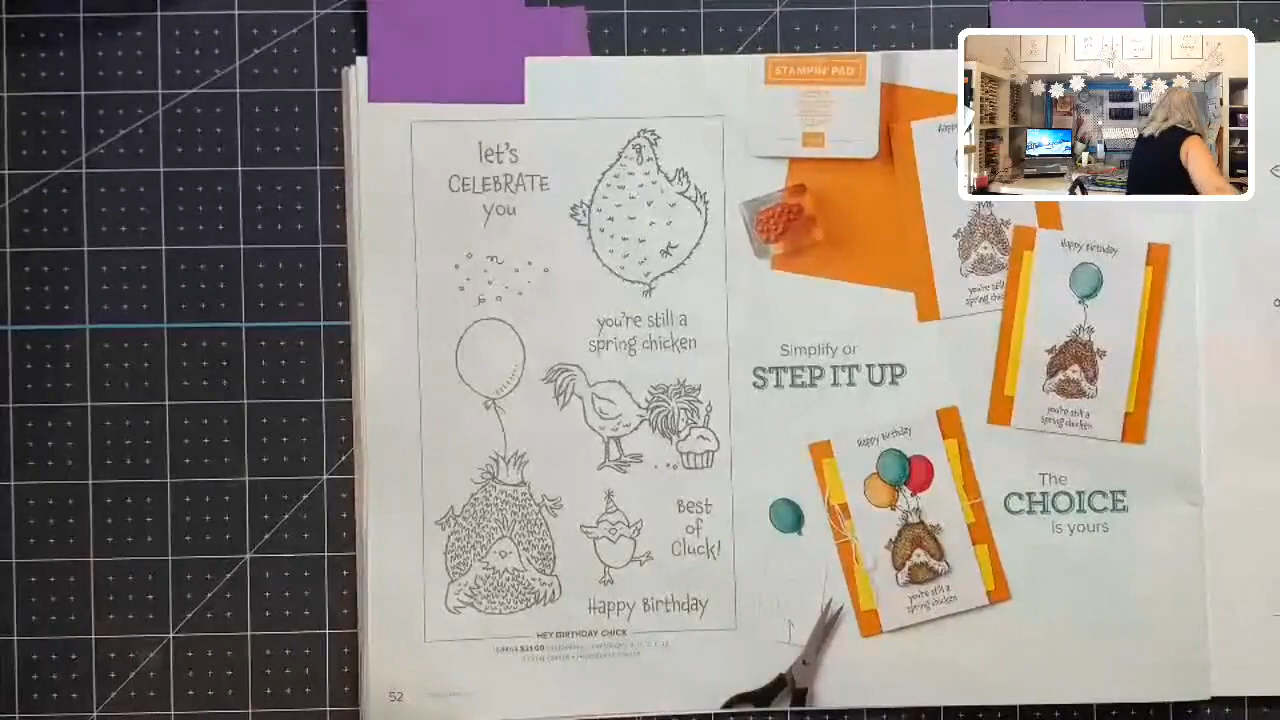 let's
CELEBRATE
you
you're still a
spring chicken
Best
of
Cluck!
Happy Birthday
HEY BIRTHDAY CHICK
$23.00
52
STAMPIN' PAD
Simplify or
STEP IT UP
Happy Birthday
you're still a
spring chicken
Happy Birthday
you're still a
spring chicken
The
CHOICE
is yours